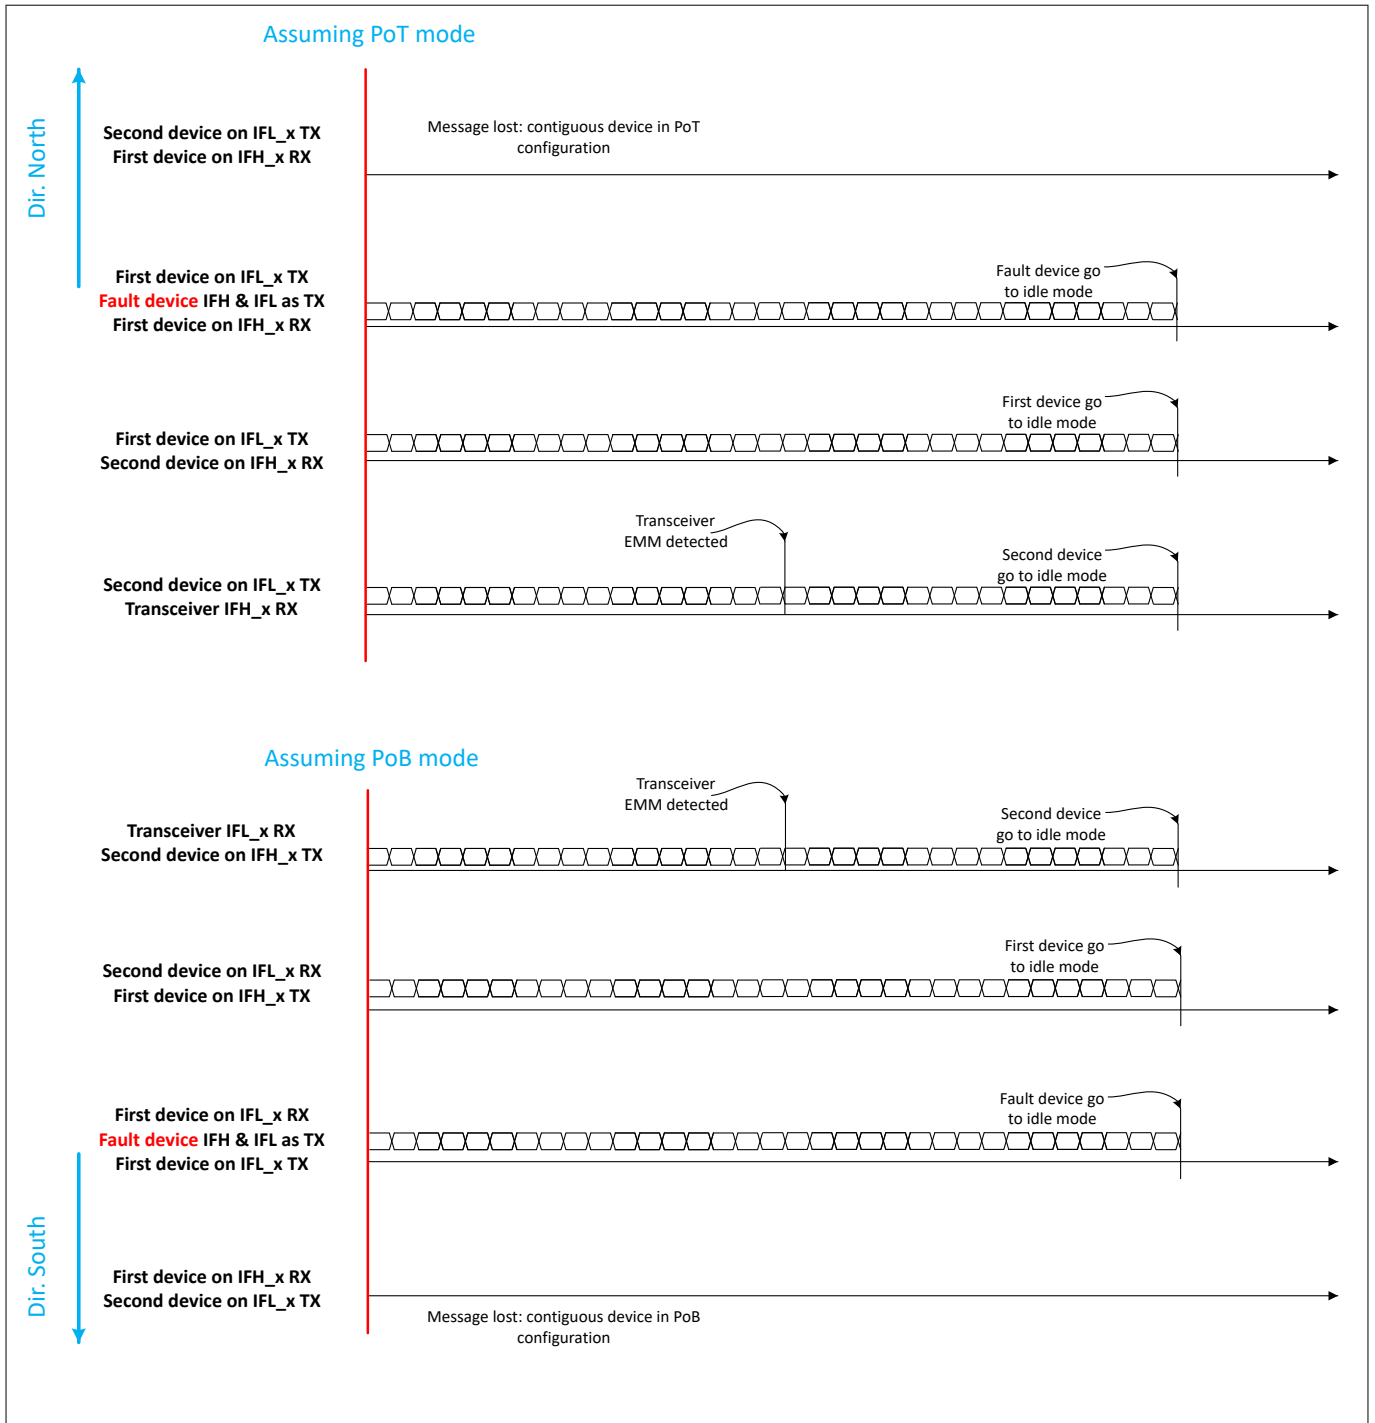 Assuming PoT mode
Dir. North
Second device on IFL_x TX
First device on IFH_x RX
Message lost: contiguous device in PoT
configuration
First device on IFL_x TX
Fault device IFH & IFL as TX
First device on IFH_x RX
Fault device go
to idle mode
First device on IFL_x TX
Second device on IFH_x RX
First device go
to idle mode
Second device on IFL_x TX
Transceiver IFH_x RX
Transceiver
EMM detected
Second device
go to idle mode
Assuming PoB mode
Transceiver IFL_x RX
Second device on IFH_x TX
Transceiver
EMM detected
Second device
go to idle mode
Second device on IFL_x RX
First device on IFH_x TX
First device go
to idle mode
First device on IFL_x RX
Fault device IFH & IFL as TX
First device on IFL_x TX
Fault device go
to idle mode
Dir. South
First device on IFH_x RX
Second device on IFL_x TX
Message lost: contiguous device in PoB
configuration